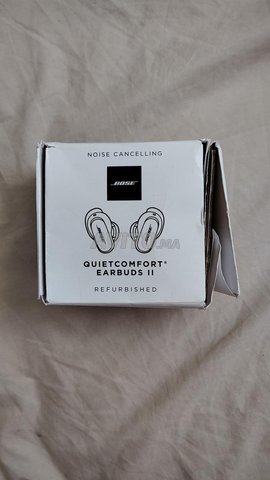 NOISE CANCELLING
BOSE
QUIETCOMFORT®
EARBUDS II
REFURBISHED